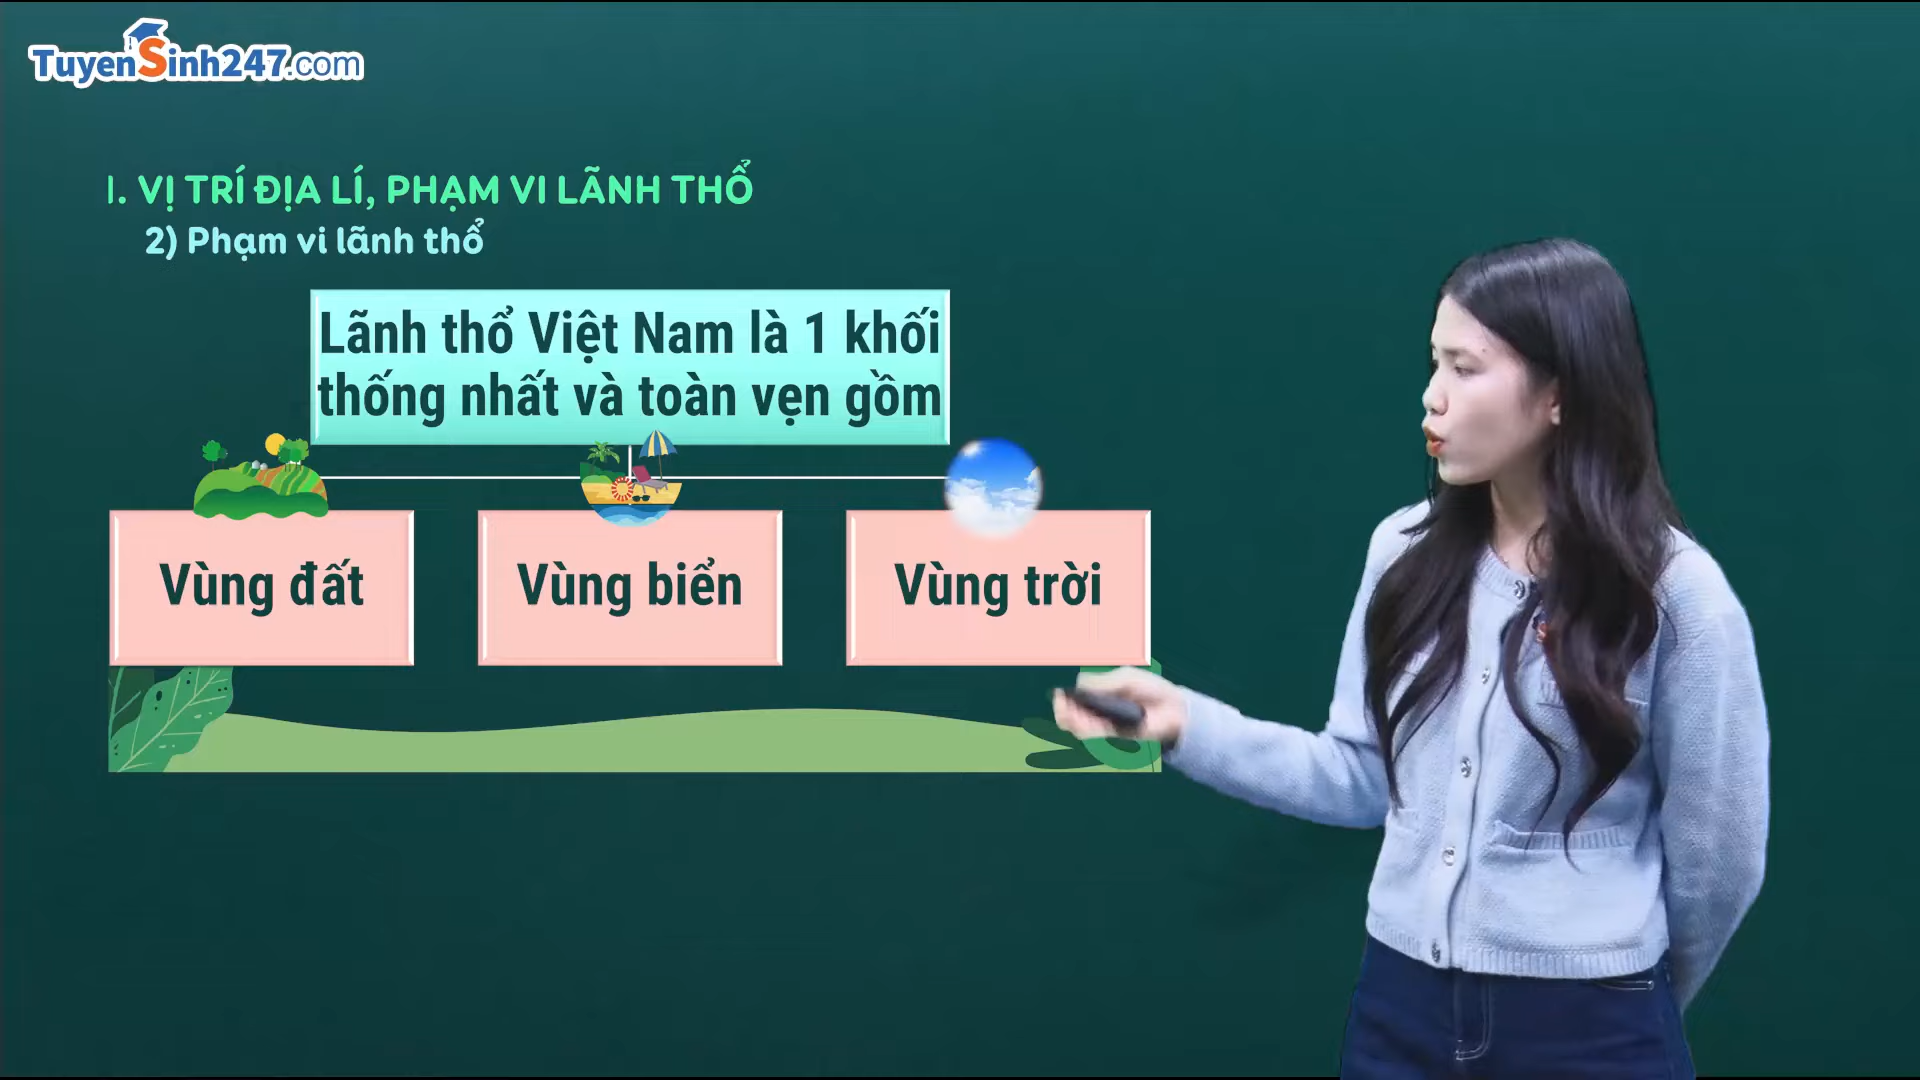 TuyenSinh247.com
I. VỊ TRÍ ĐỊA LÍ, PHẠM VI LÃNH THỔ
2) Phạm vi lãnh thổ
Lãnh thổ Việt Nam là 1 khối
thống nhất và toàn vẹn gồm
Vùng đất
Vùng biển
Vùng trời